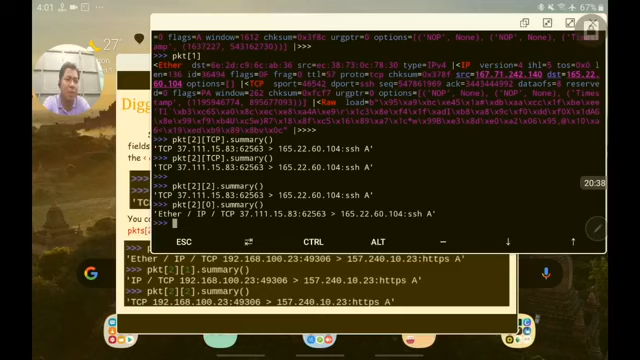 4:01
67%
27°
=0 flags=A window=1612 chksum=0x3f8c urgptr=0 options=[('NOP', None), ('NOP', None), ('Timest
amp', (1637227, 543162730))] |>>>
>>> pkt[1]
<Ether dst=6e:2d:c9:6c:ab:36 src=ec:38:73:0c:78:30 type=IPv4 |<IP version=4 ihl=5 tos=0x0 l
en=136 id=36494 flags=DF frag=0 ttl=57 proto=tcp chksum=0x378f src=167.71.242.140 dst=165.22.
60.104 options=[] |<TCP sport=46542 dport=ssh seq=547861969 ack=3443444992 dataofs=8 reserve
d=0 flags=PA window=262 chksum=0xfcf7 urgptr=0 options=[('NOP', None), ('NOP', None), ('Times
tamp', (1195946774, 895677093))] |<Raw
>>> pkt[2][TCP].summary()
'TCP 37.111.15.83:62563 > 165.22.60.104:ssh A'
>>> pkt[2][TCP].summary()
'TCP 37.111.15.83:62563 > 165.22.60.104:ssh A'
>>>
>>> pkt[2][2].summary()
'TCP 37.111.15.83:62563 > 165.22.60.104:ssh A'
>>> pkt[2][0].summary()
'Ether / IP / TCP 37.111.15.83:62563 > 165.22.60.104:ssh A'
>>>
ESC
CTRL
ALT
20:38
Digg
fields
the <
>>>
>>>
'TC
You c
pkts[2]
'Ether / IP / TCP 192.168.100.23:49306 > 157.240.10.23:https A'
>>> pkt[2][1].summary()
'IP / TCP 192.168.100.23:49306 > 157.240.10.23:https A'
>>> pkt[2][2].summary()
'TCP 192.168.100.23:49306 > 157.240.10.23:https A'